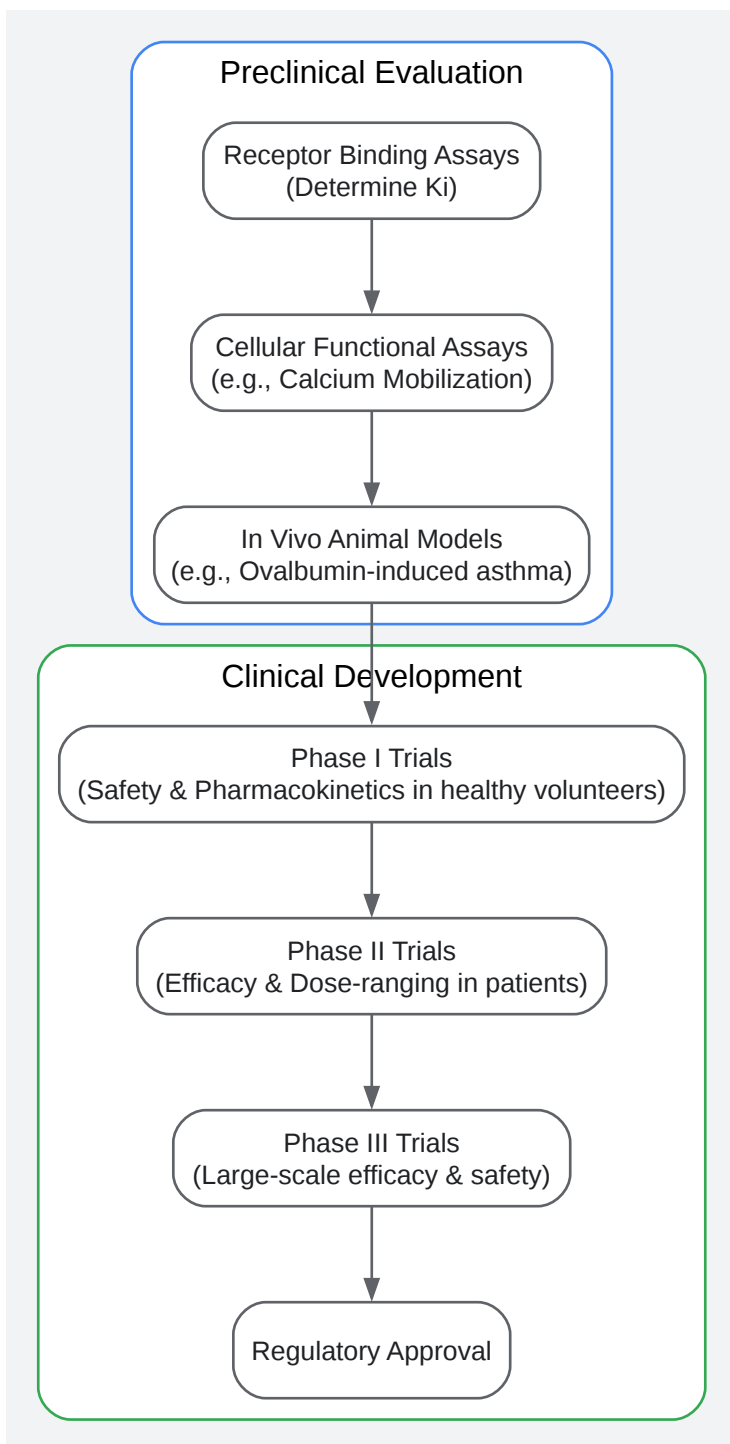 Preclinical Evaluation
Receptor Binding Assays
(Determine Ki)
Cellular Functional Assays
(e.g., Calcium Mobilization)
In Vivo Animal Models
(e.g., Ovalbumin-induced asthma)
Clinical Development
Phase I Trials
(Safety & Pharmacokinetics in healthy volunteers)
Phase II Trials
(Efficacy & Dose-ranging in patients)
Phase III Trials
(Large-scale efficacy & safety)
Regulatory Approval